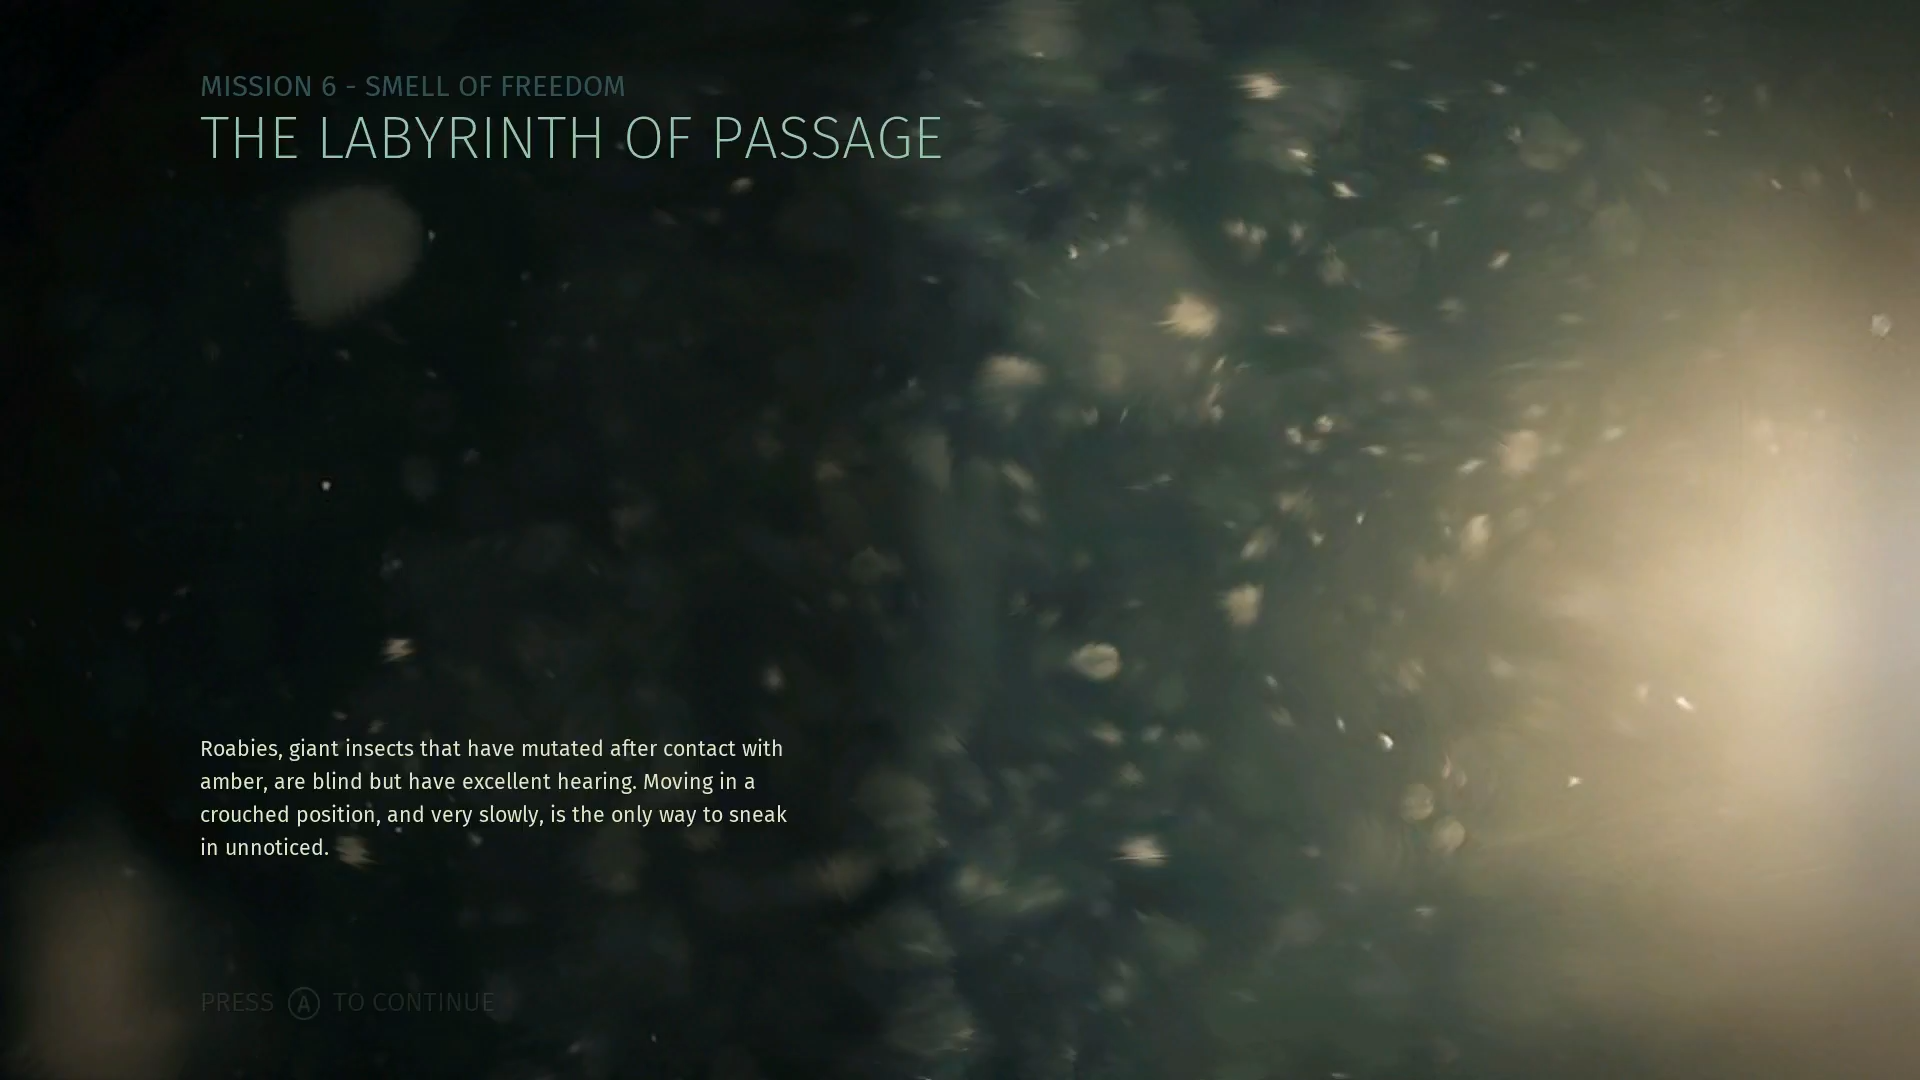 MISSION 6 - SMELL OF FREEDOM
THE LABYRINTH OF PASSAGE
Roabies, giant insects that have mutated after contact with
amber, are blind but have excellent hearing. Moving in a
crouched position, and very slowly, is the only way to sneak
in unnoticed.
PRESS A TO CONTINUE